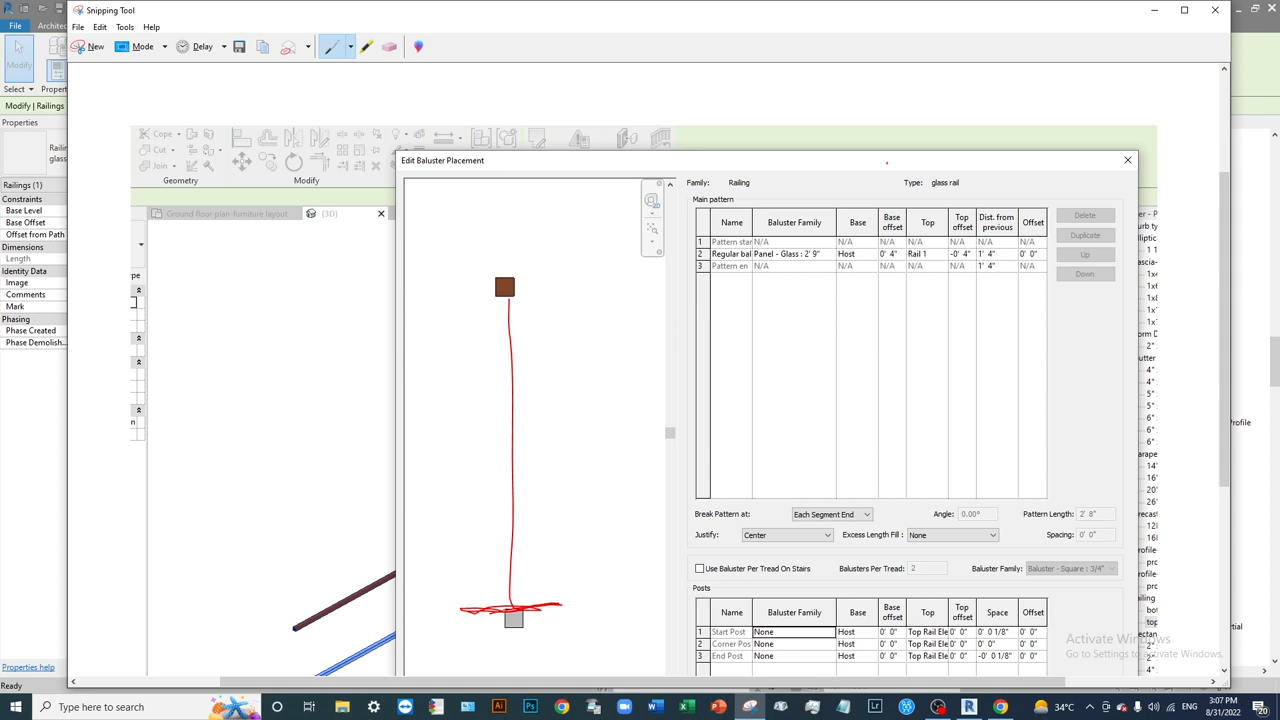 Snipping Tool
File Architec
File Edit Tools Help
New Mode Delay
Modify
Select Propert
Modify | Railings
Properties
Railin
glass
Railings (1)
Constraints
Base Level
Base Offset
Offset from Path
Dimensions
Length
Identity Data
Image
Comments
Mark
Phasing
Phase Created
Phase Demolish...
Properties help
Ready
Cope
Cut
Join
Geometry Modify
Ground floor plan-furniture layout {3D}
Edit Baluster Placement
Family: Railing Type: glass rail
Main pattern
Name Baluster Family Base Base offset Top Top offset Dist. from previous Offset
1 Pattern star N/A N/A N/A N/A N/A N/A N/A
2 Regular bal Panel - Glass : 2' 9" Host 0' 4" Rail 1 -0' 4" 1' 4" 0' 0"
3 Pattern en N/A N/A N/A N/A N/A 1' 4" N/A
Delete
Duplicate
Up
Down
Break Pattern at: Each Segment End Angle: 0.00° Pattern Length: 2' 8"
Justify: Center Excess Length Fill : None Spacing: 0' 0"
Use Baluster Per Tread On Stairs Balusters Per Tread: 2 Baluster Family: Baluster - Square : 3/4"
Posts
Name Baluster Family Base Base offset Top Top offset Space Offset
1 Start Post None Host 0' 0" Top Rail Ele 0' 0" 0' 0 1/8" 0' 0"
2 Corner Pos None Host 0' 0" Top Rail Ele 0' 0" 0' 0" 0' 0"
3 End Post None Host 0' 0" Top Rail Ele 0' 0" -0' 0 1/8" 0' 0"
Activate Windows
Go to Settings to activate Windows.
Type here to search
34°C
3:07 PM
8/31/2022